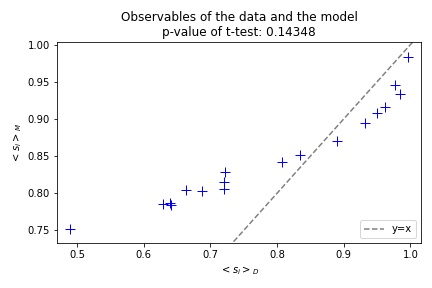 Observables of the data and the model
p-value of t-test: 0.14348
1.00
0.95
0.90
0.85
0.80
0.75
< s_i >_M
0.5
0.6
0.7
0.8
0.9
1.0
< s_i >_D
y=x